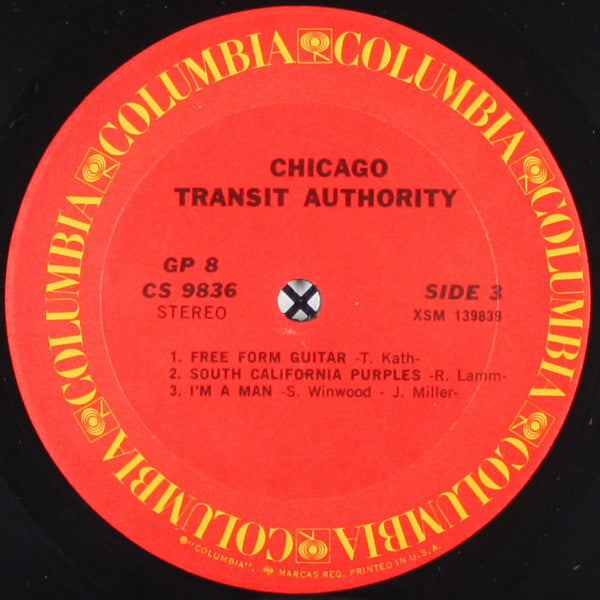 COLUMBIA COLUMBIA COLUMBIA COLUMBIA COLUMBIA COLUMBIA
CHICAGO
TRANSIT AUTHORITY
GP 8
CS 9836
STEREO
SIDE 3
XSM 139839
1. FREE FORM GUITAR -T. Kath-
2. SOUTH CALIFORNIA PURPLES -R. Lamm-
3. I'M A MAN -S. Winwood - J. Miller-
®"COLUMBIA", MARCAS REG. PRINTED IN U.S.A.